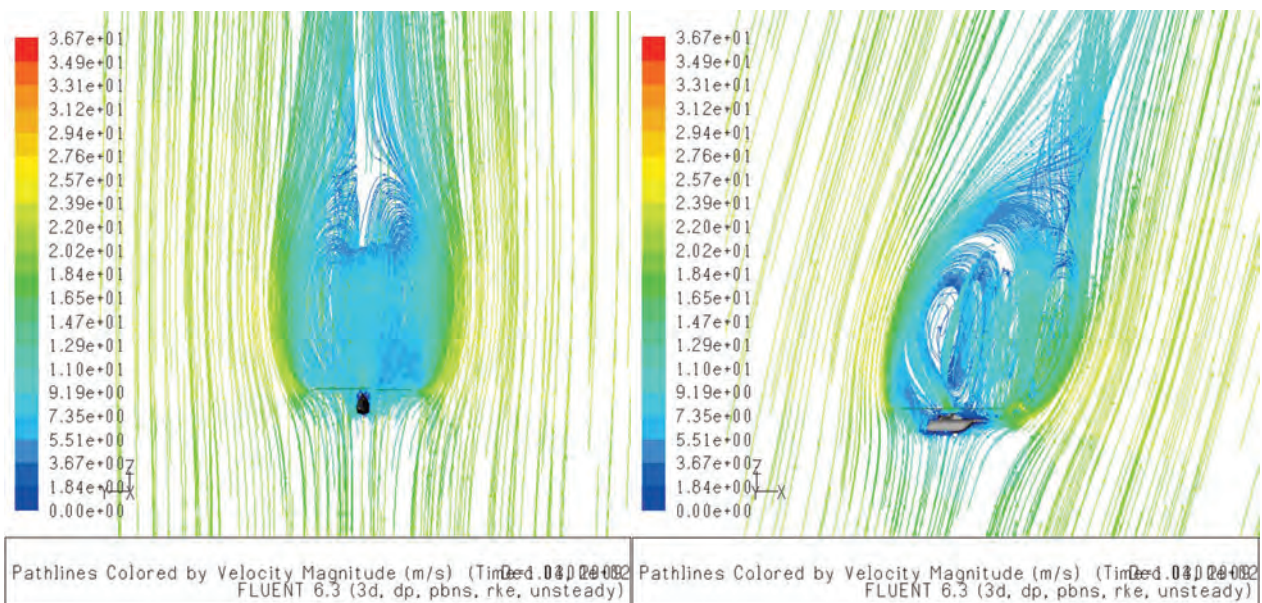 3.67e+01
3.49e+01
3.31e+01
3.12e+01
2.94e+01
2.76e+01
2.57e+01
2.39e+01
2.20e+01
2.02e+01
1.84e+01
1.65e+01
1.47e+01
1.29e+01
1.10e+01
9.19e+00
7.35e+00
5.51e+00
3.67e+00
1.84e+00
0.00e+00
Z
Y X
Pathlines Colored by Velocity Magnitude (m/s) (Time=1.0400e+02
FLUENT 6.3 (3d, dp, pbns, rke, unsteady)
3.67e+01
3.49e+01
3.31e+01
3.12e+01
2.94e+01
2.76e+01
2.57e+01
2.39e+01
2.20e+01
2.02e+01
1.84e+01
1.65e+01
1.47e+01
1.29e+01
1.10e+01
9.19e+00
7.35e+00
5.51e+00
3.67e+00
1.84e+00
0.00e+00
Z
Y X
Pathlines Colored by Velocity Magnitude (m/s)
FLUENT 6.3 (3d, dp, pbns, rke, unsteady)